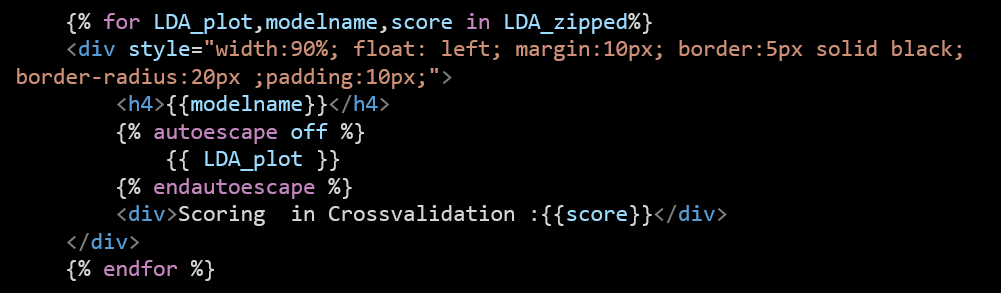 {% for LDA_plot,modelname,score in LDA_zipped%}
<div style="width:90%; float: left; margin:10px; border:5px solid black;
border-radius:20px ;padding:10px;">
<h4>{{modelname}}</h4>
{% autoescape off %}
{{ LDA_plot }}
{% endautoescape %}
<div>Scoring  in Crossvalidation :{{score}}</div>
</div>
{% endfor %}